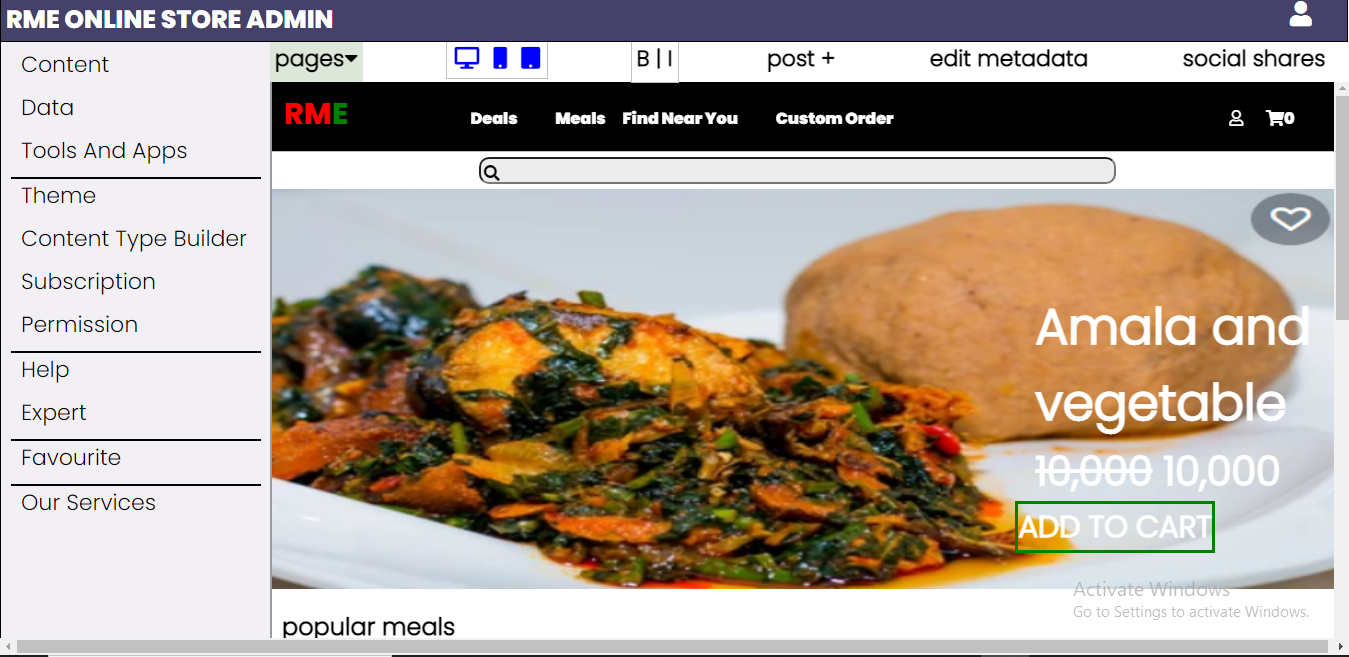 RME ONLINE STORE ADMIN
Content
Data
Tools And Apps
Theme
Content Type Builder
Subscription
Permission
Help
Expert
Favourite
Our Services
pages
B | I
post +
edit metadata
social shares
RME
Deals
Meals
Find Near You
Custom Order
0
Amala and
vegetable
10,000 10,000
ADD TO CART
popular meals
Activate Windows
Go to Settings to activate Windows.